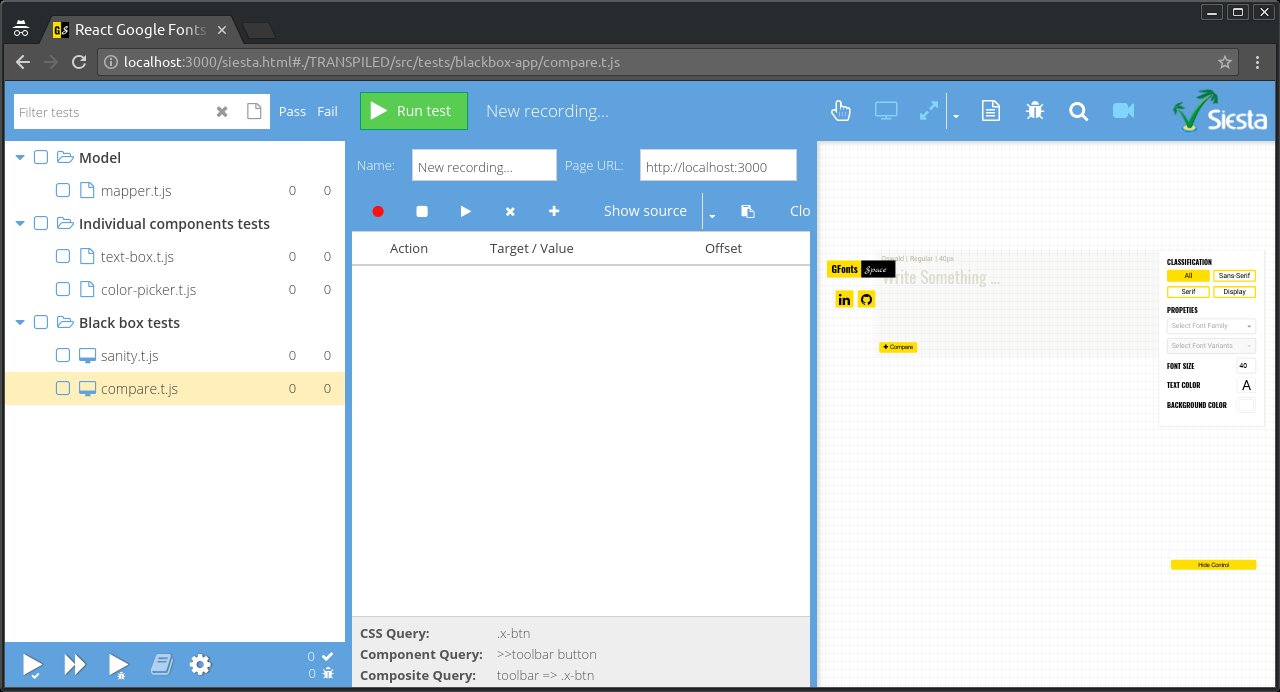 GS React Google Fonts
localhost:3000/siesta.html#./TRANSPILED/src/tests/blackbox-app/compare.t.js
Filter tests Pass Fail Run test New recording... Siesta
Model
mapper.t.js 0 0
Individual components tests
text-box.t.js 0 0
color-picker.t.js 0 0
Black box tests
sanity.t.js 0 0
compare.t.js 0 0
0
0
Name: New recording... Page URL: http://localhost:3000
Show source Clo
Action Target / Value Offset
CSS Query: .x-btn
Component Query: >>toolbar button
Composite Query: toolbar => .x-btn
GFonts Space
in
Oswald | Regular | 40px
Write Something ...
+ Compare
CLASSIFICATION
All Sans-Serif
Serif Display
PROPETIES
Select Font Family
Select Font Variants
FONT SIZE 40
TEXT COLOR A
BACKGROUND COLOR
Hide Control